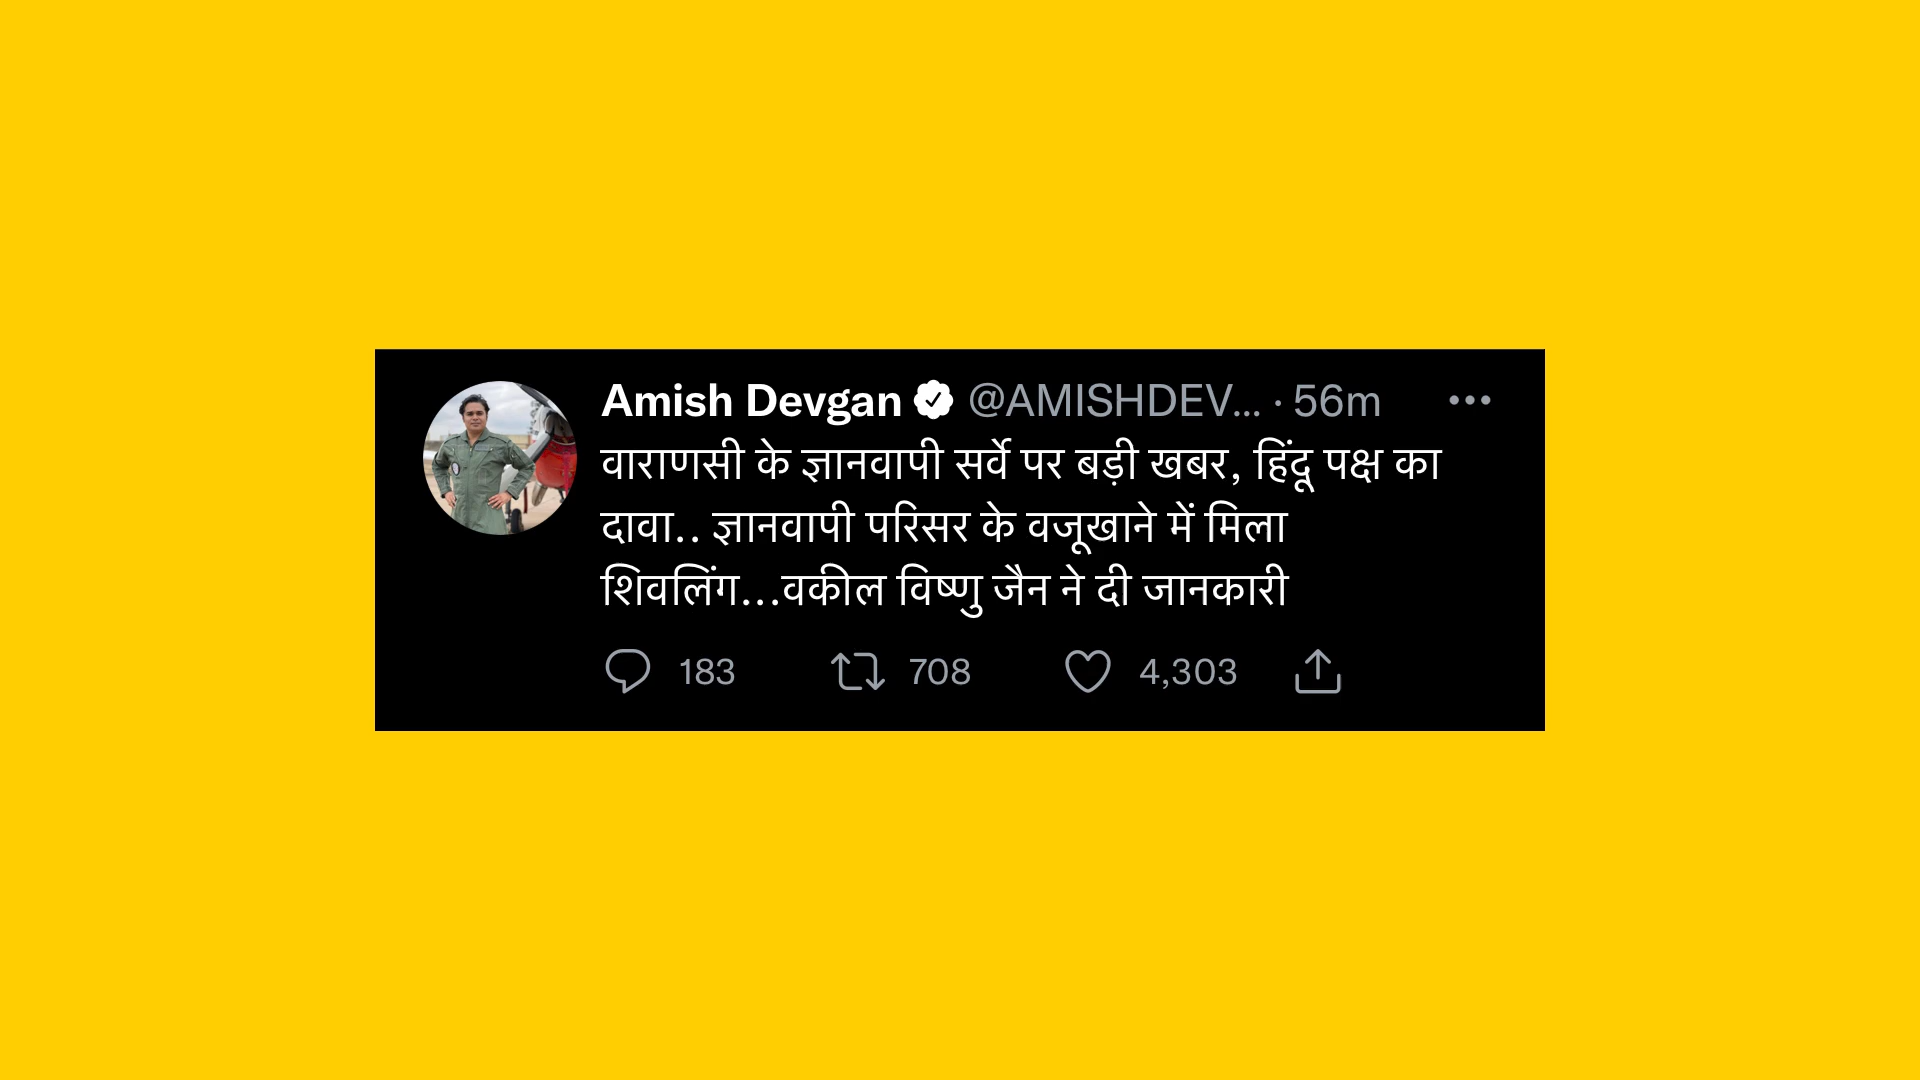 Amish Devgan @AMISHDEV... · 56m
वाराणसी के ज्ञानवापी सर्वे पर बड़ी खबर, हिंदू पक्ष का
दावा.. ज्ञानवापी परिसर के वजूखाने में मिला
शिवलिंग...वकील विष्णु जैन ने दी जानकारी
183 708 4,303